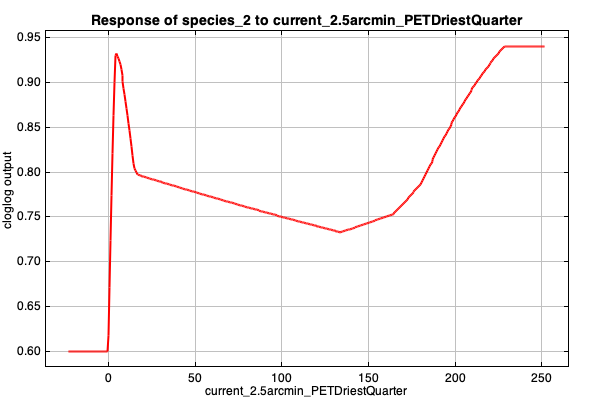 Response of species_2 to current_2.5arcmin_PETDriestQuarter
0.95
0.90
0.85
0.80
0.75
0.70
0.65
0.60
cloglog output
0 50 100 150 200 250
current_2.5arcmin_PETDriestQuarter